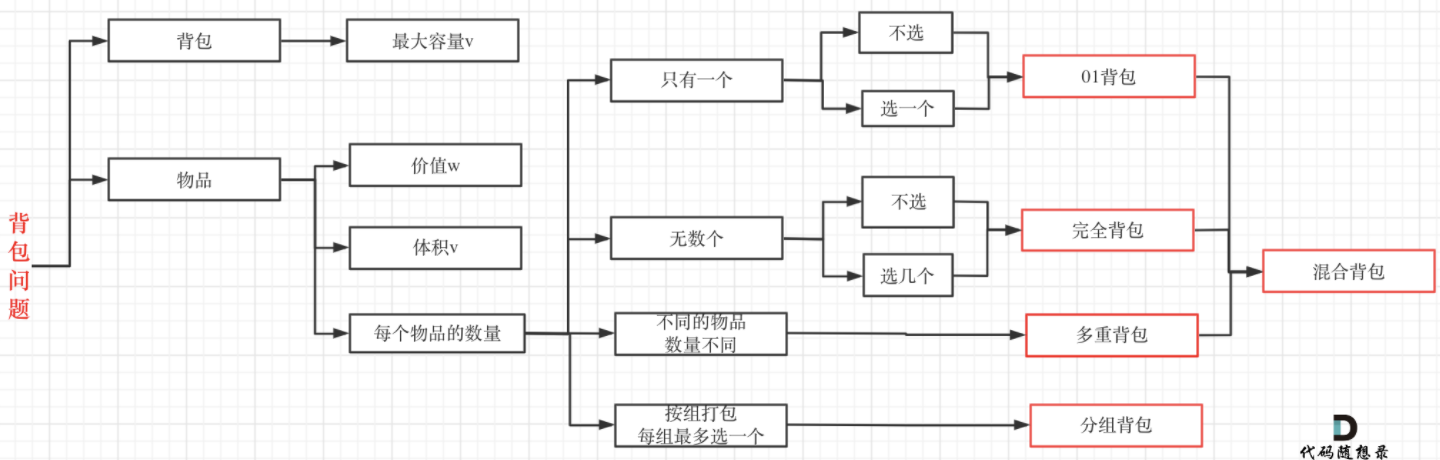 背包问题
背包
最大容量v
物品
价值w
体积v
每个物品的数量
只有一个
不选
选一个
01背包
无数个
不选
选几个
完全背包
不同的物品
数量不同
多重背包
混合背包
按组打包
每组最多选一个
分组背包
代码随想录